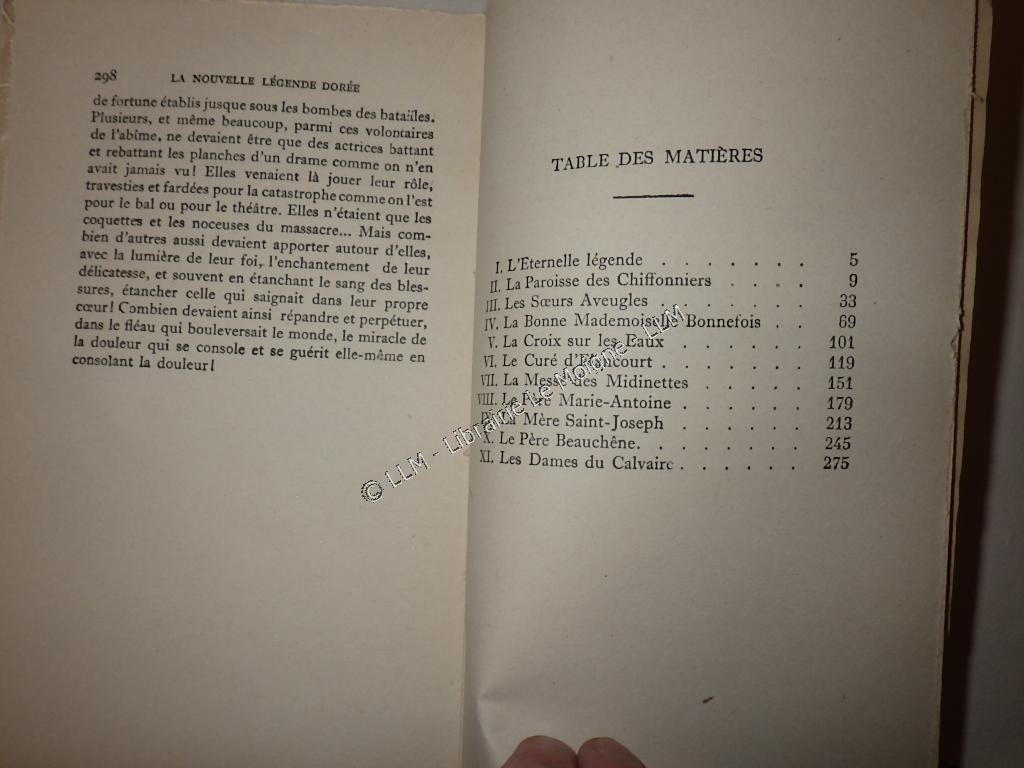 298 LA NOUVELLE LÉGENDE DORÉE
de fortune établis jusque sous les bombes des batailles.
Plusieurs, et même beaucoup, parmi ces volontaires
de l'abîme, ne devaient être que des actrices battant
et rebattant les planches d'un drame comme on n'en
avait jamais vu! Elles venaient là jouer leur rôle,
travesties et fardées pour la catastrophe comme on l'est
pour le bal ou pour le théâtre. Elles n'étaient que les
coquettes et les noceuses du massacre... Mais com-
bien d'autres aussi devaient apporter autour d'elles,
avec la lumière de leur foi, l'enchantement de leur
délicatesse, et souvent en étanchant le sang des bles-
sures, étancher celle qui saignait dans leur propre
cœur! Combien devaient ainsi répandre et perpétuer,
dans le fléau qui bouleversait le monde, le miracle de
la douleur qui se console et se guérit elle-même en
consolant la douleur!
TABLE DES MATIÈRES
I. L'Eternelle légende . . . . . . . 5
II. La Paroisse des Chiffonniers . . . . 9
III. Les Sœurs Aveugles . . . . . . . 33
IV. La Bonne Mademoiselle Bonnefois . . 69
V. La Croix sur les Eaux . . . . . . 101
VI. Le Curé d'Élancourt . . . . . . . 119
VII. La Messe des Midinettes . . . . . 151
VIII. Le Père Marie-Antoine . . . . . . 179
IX. La Mère Saint-Joseph . . . . . . 213
X. Le Père Beauchêne. . . . . . . . 245
XI. Les Dames du Calvaire . . . . . . 275
© LLM - Librairie Le Moigne - LLM